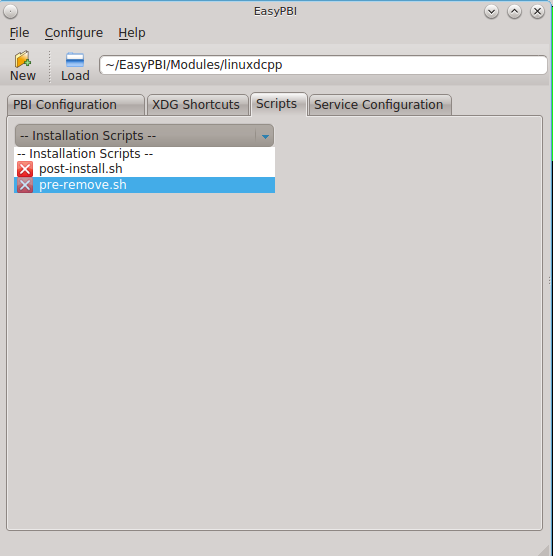 EasyPBI
File Configure Help
New Load ~/EasyPBI/Modules/linuxdcpp
PBI Configuration XDG Shortcuts Scripts Service Configuration
-- Installation Scripts --
-- Installation Scripts --
post-install.sh
pre-remove.sh